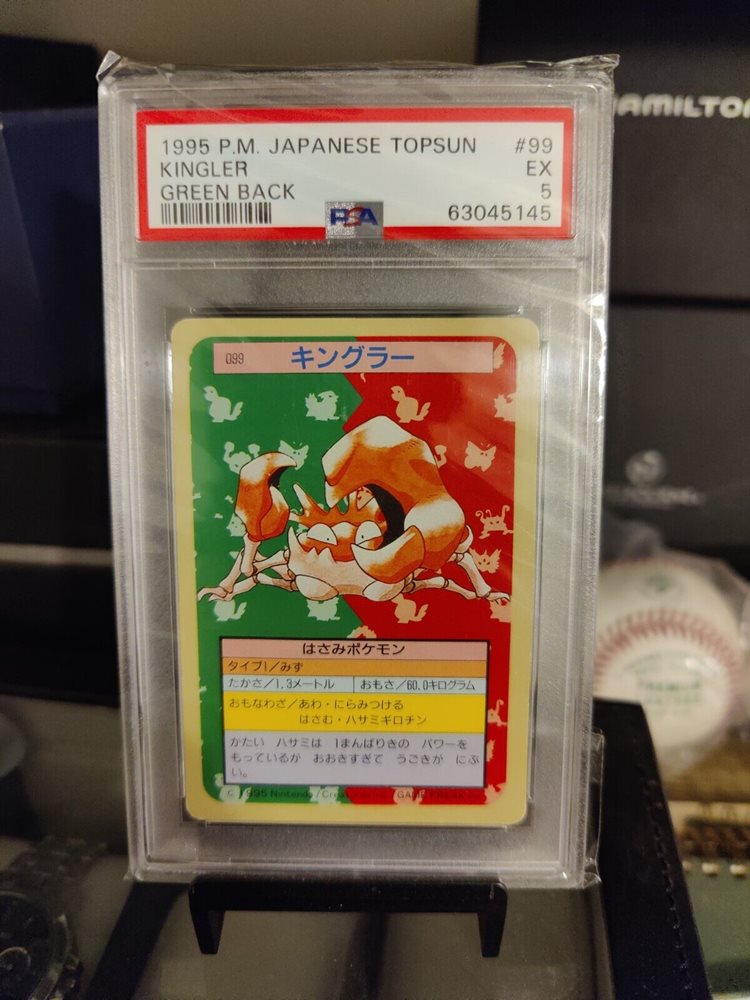 AMILTO
1995 P.M. JAPANESE TOPSUN #99
KINGLER EX
GREEN BACK 5
PSA 63045145
099 キングラー
はさみポケモン
タイプ/みず
たかさ/1.3メートル おもさ/60.0キログラム
おもなわざ/あわ・にらみつける
はさむ・ハサミギロチン
かたい ハサミは 1まんばりきの パワーを
もっているが おおきすぎて うごきが にぶ
い。
© 1995 Nintendo/